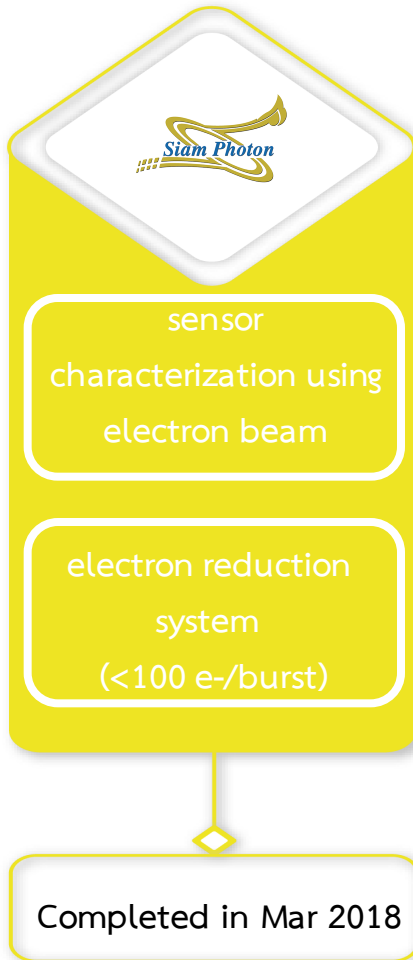 Siam Photon
sensor
characterization using
electron beam
electron reduction
system
(<100 e-/burst)
Completed in Mar 2018